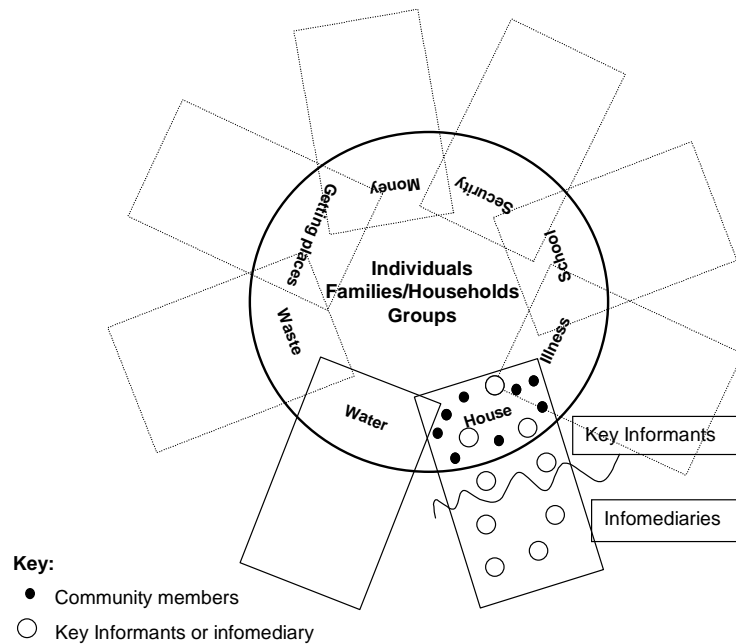 Money
Security
Getting places
School
Individuals
Families/Households
Groups
Waste
Illness
Water
House
Key Informants
Infomediaries
Key:
Community members
Key Informants or infomediary